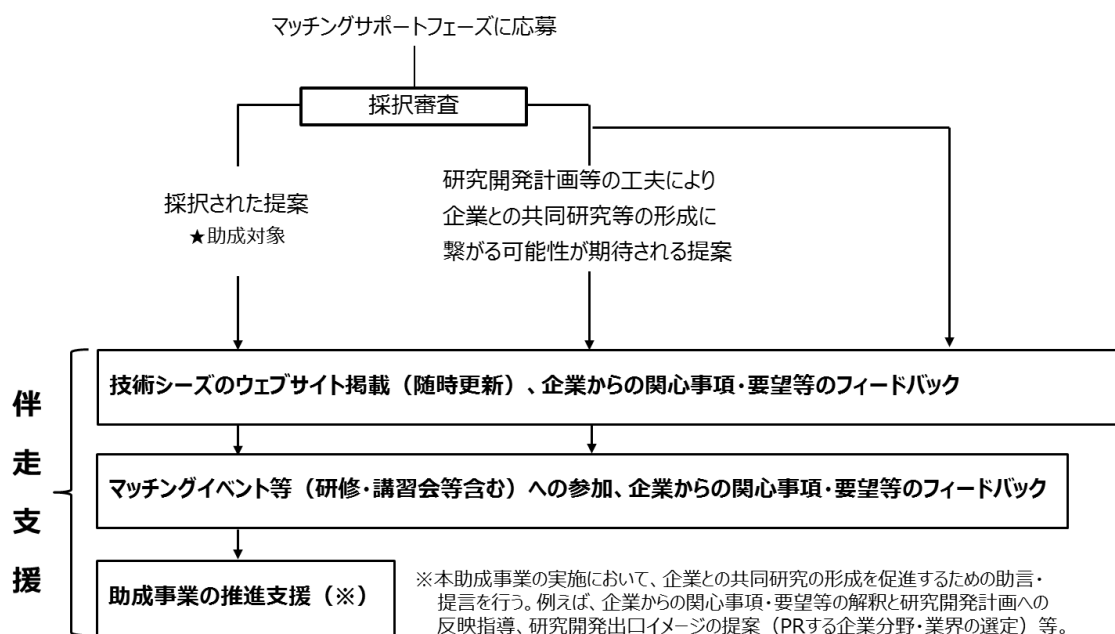 マッチングサポートフェーズに応募
採択審査
採択された提案
★助成対象
研究開発計画等の工夫により
企業との共同研究等の形成に
繋がる可能性が期待される提案
伴走支援
技術シーズのウェブサイト掲載（随時更新）、企業からの関心事項・要望等のフィードバック
マッチングイベント等（研修・講習会等含む）への参加、企業からの関心事項・要望等のフィードバック
助成事業の推進支援（※）
※本助成事業の実施において、企業との共同研究の形成を促進するための助言・
提言を行う。例えば、企業からの関心事項・要望等の解釈と研究開発計画への
反映指導、研究開発出口イメージの提案（PRする企業分野・業界の選定）等。